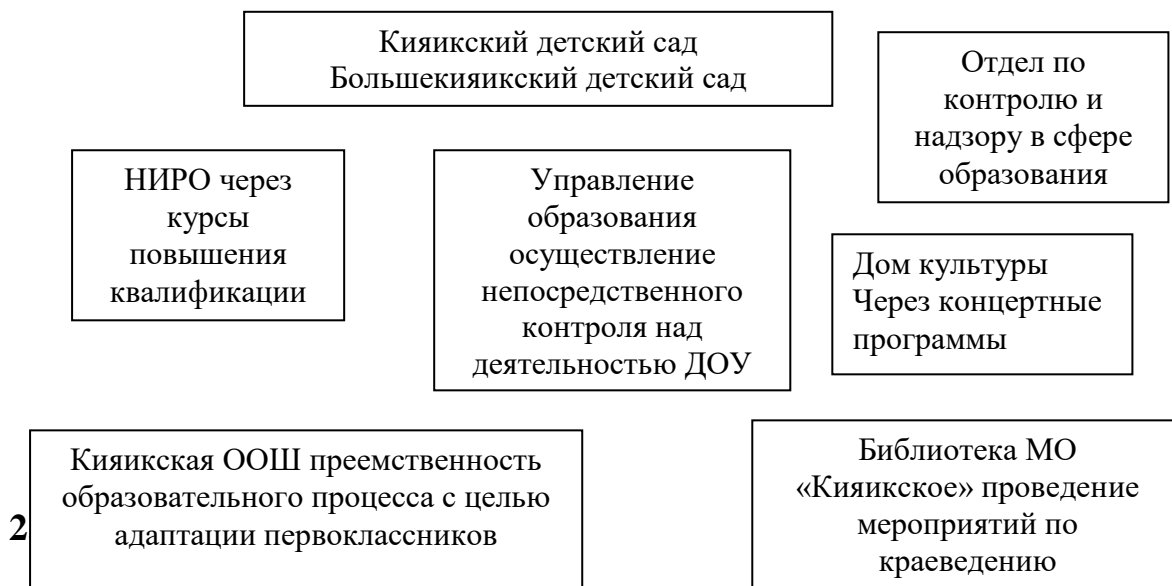 Кияикский детский сад
Большекияикский детский сад
Отдел по
контролю и
надзору в сфере
образования
НИРО через
курсы
повышения
квалификации
Управление
образования
осуществление
непосредственного
контроля над
деятельностью ДОУ
Дом культуры
Через концертные
программы
Кияикская ООШ преемственность
образовательного процесса с целью
адаптации первоклассников
Библиотека МО
«Кияикское» проведение
мероприятий по
краеведению
2